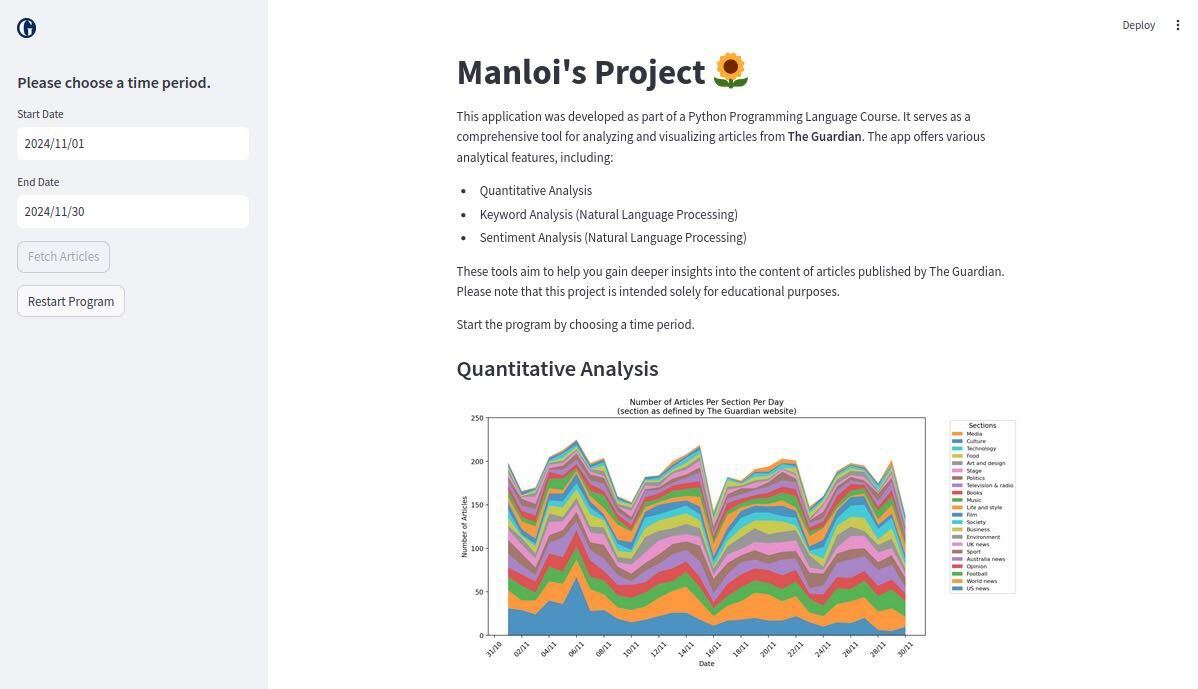 Deploy
Please choose a time period.
Start Date
2024/11/01
End Date
2024/11/30
Fetch Articles
Restart Program
Manloi's Project
This application was developed as part of a Python Programming Language Course. It serves as a
comprehensive tool for analyzing and visualizing articles from The Guardian. The app offers various
analytical features, including:
• Quantitative Analysis
• Keyword Analysis (Natural Language Processing)
• Sentiment Analysis (Natural Language Processing)
These tools aim to help you gain deeper insights into the content of articles published by The Guardian.
Please note that this project is intended solely for educational purposes.
Start the program by choosing a time period.
Quantitative Analysis
Number of Articles Per Section Per Day
(section as defined by The Guardian website)
Number of Articles
250
200
150
100
50
0
31/10
02/11
04/11
06/11
08/11
10/11
12/11
14/11
16/11
18/11
20/11
22/11
24/11
26/11
28/11
30/11
Date
Sections
Media
Culture
Technology
Food
Art and design
Stage
Politics
Television & radio
Books
Music
Life and style
Film
Society
Business
Environment
UK news
Sport
Australia news
Opinion
Football
World news
US news